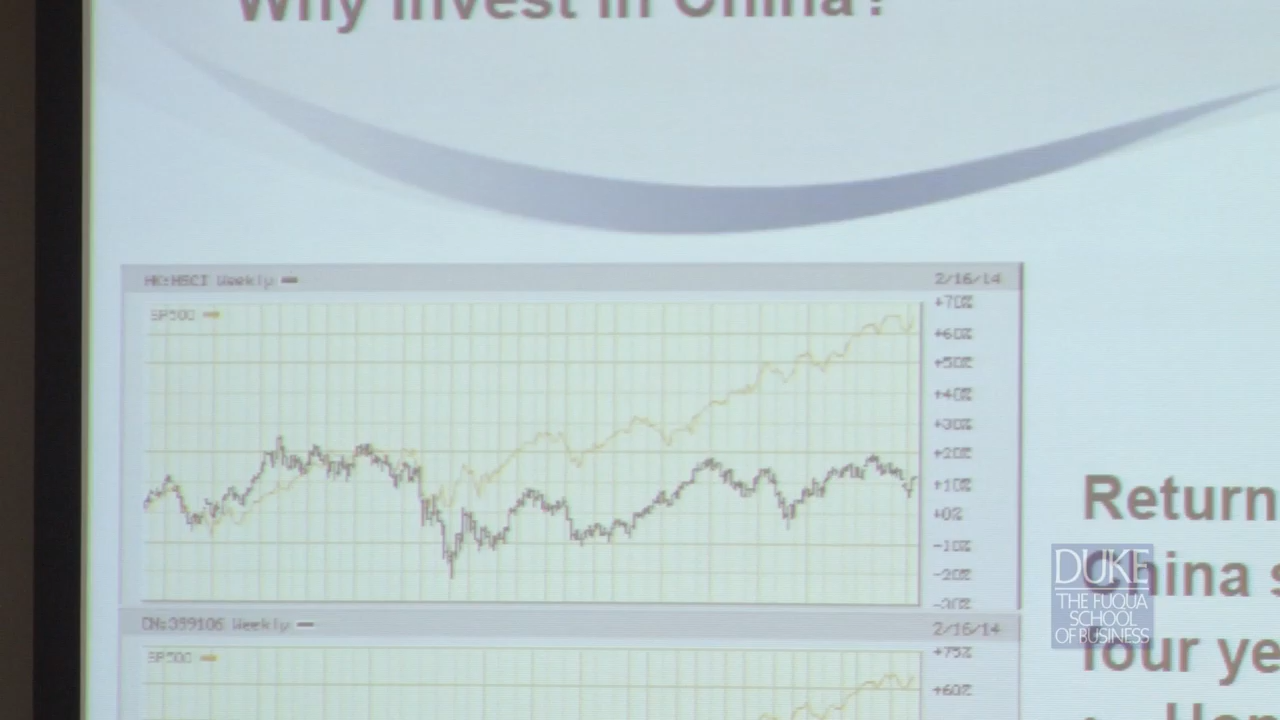 Why Invest in China?
HK:HSCI Weekly
2/16/14
SP500
+70%
+60%
+50%
+40%
+30%
+20%
+10%
+0%
-10%
-20%
-30%
CN:399106 Weekly
2/16/14
SP500
+75%
+60%
Return
China s
four ye
DUKE
THE FUQUA
SCHOOL
OF BUSINESS